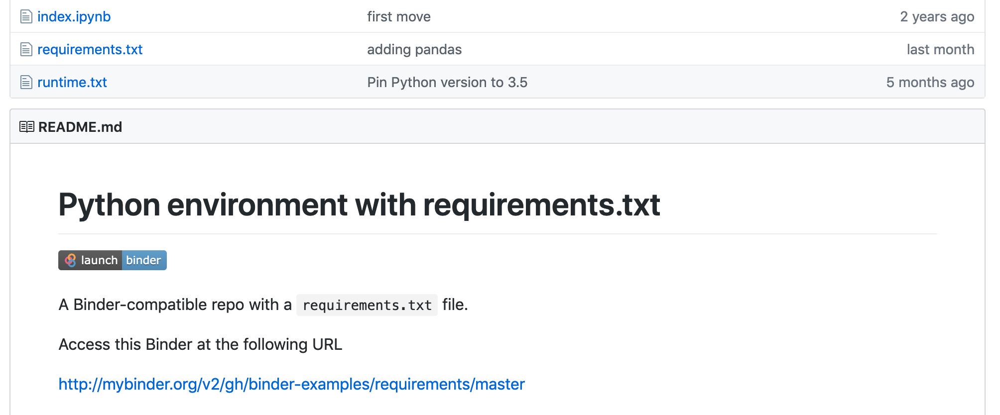 index.ipynb first move 2 years ago
requirements.txt adding pandas last month
runtime.txt Pin Python version to 3.5 5 months ago
README.md
Python environment with requirements.txt
launch binder
A Binder-compatible repo with a requirements.txt file.
Access this Binder at the following URL
http://mybinder.org/v2/gh/binder-examples/requirements/master